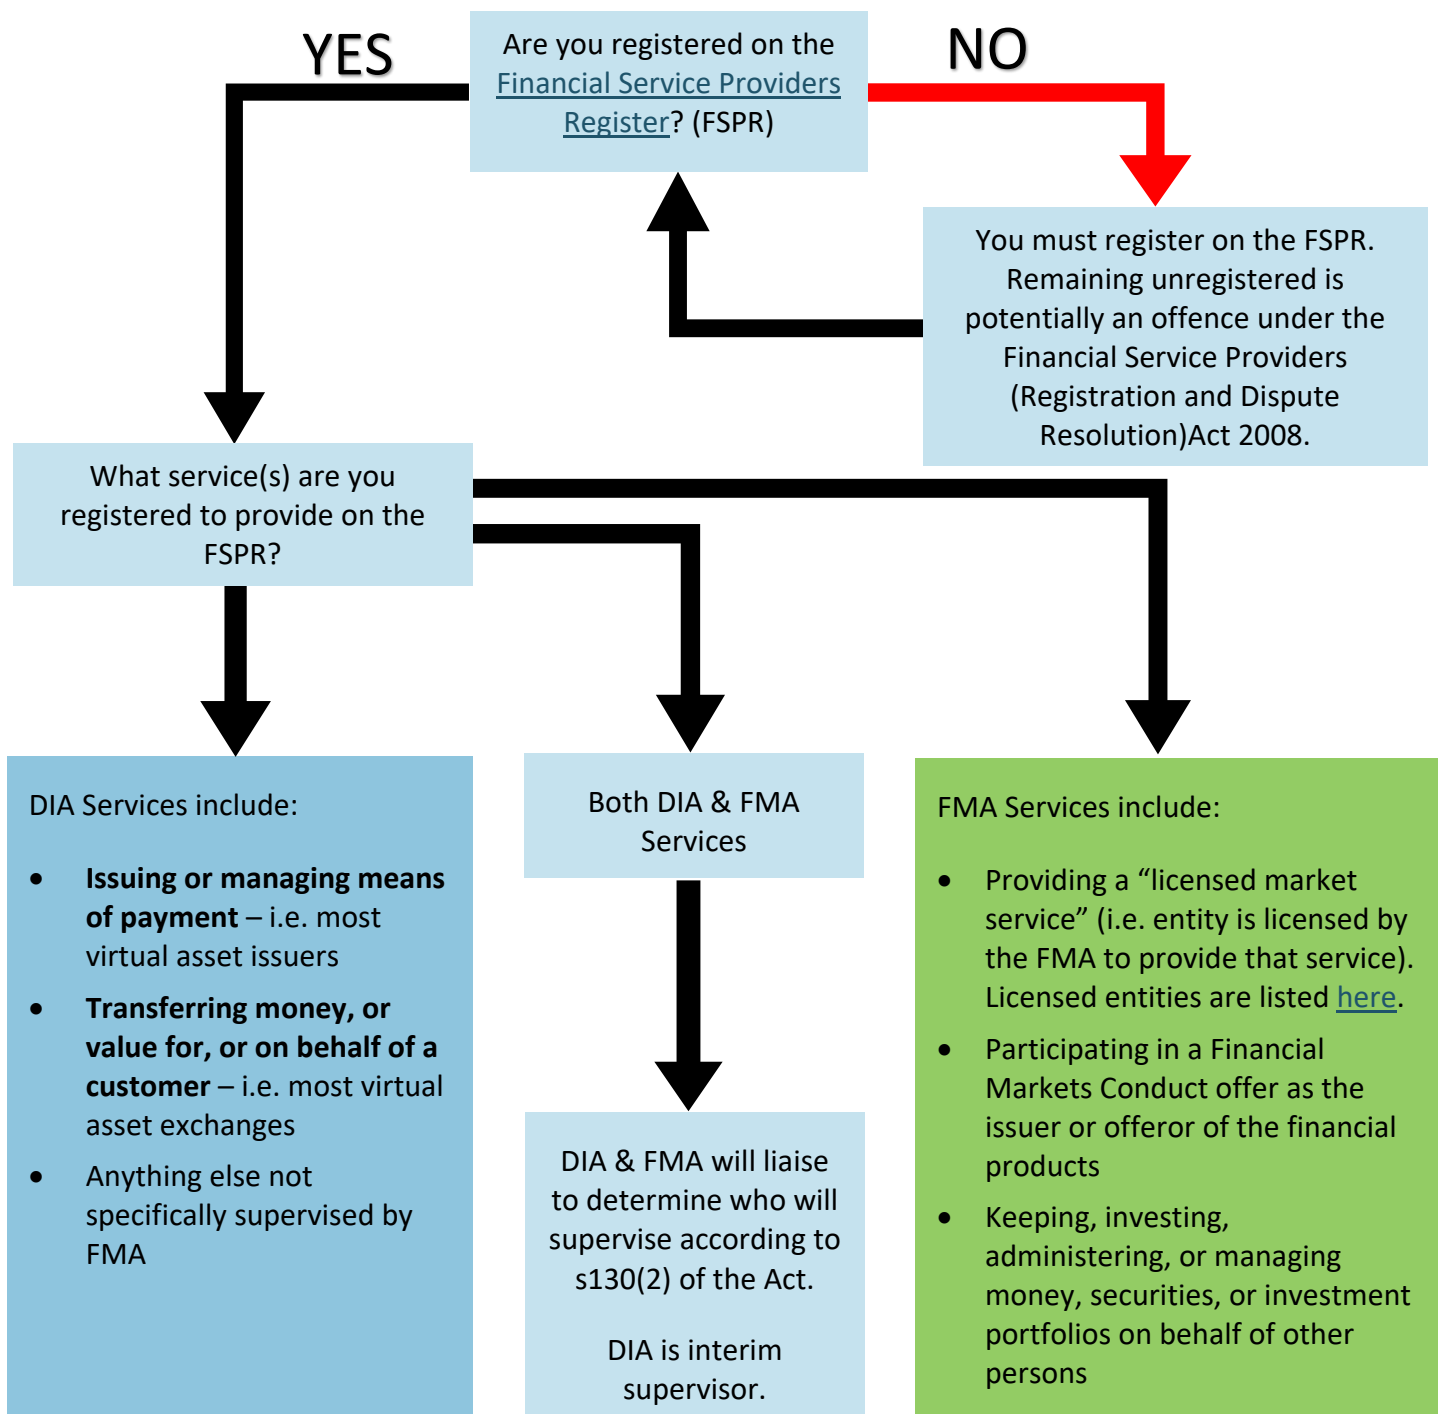 YES
Are you registered on the
Financial Service Providers
Register? (FSPR)
NO
You must register on the FSPR.
Remaining unregistered is
potentially an offence under the
Financial Service Providers
(Registration and Dispute
Resolution)Act 2008.
What service(s) are you
registered to provide on the
FSPR?
DIA Services include:
• Issuing or managing means
of payment – i.e. most
virtual asset issuers
• Transferring money, or
value for, or on behalf of a
customer – i.e. most virtual
asset exchanges
• Anything else not
specifically supervised by
FMA
Both DIA & FMA
Services
DIA & FMA will liaise
to determine who will
supervise according to
s130(2) of the Act.
DIA is interim
supervisor.
FMA Services include:
• Providing a “licensed market
service” (i.e. entity is licensed by
the FMA to provide that service).
Licensed entities are listed here.
• Participating in a Financial
Markets Conduct offer as the
issuer or offeror of the financial
products
• Keeping, investing,
administering, or managing
money, securities, or investment
portfolios on behalf of other
persons